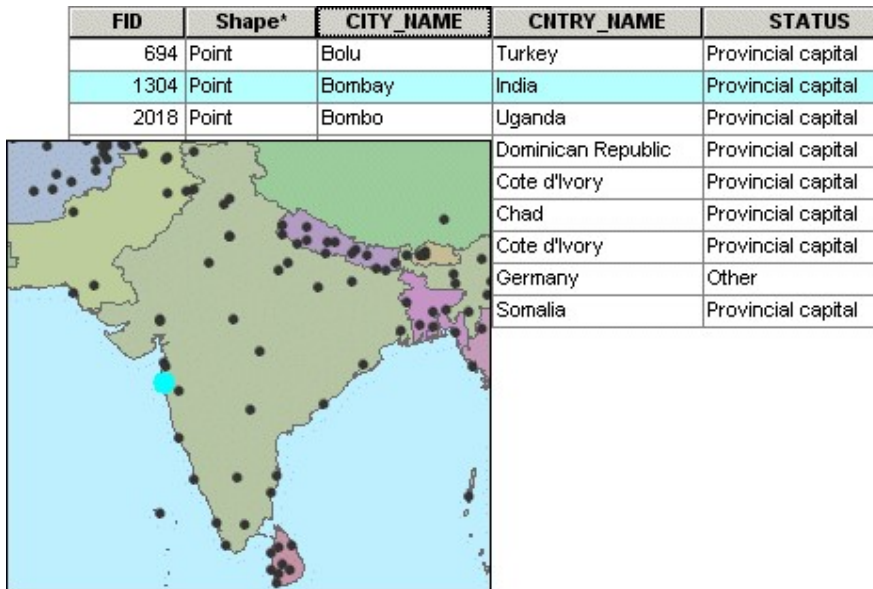 FID Shape* CITY_NAME CNTRY_NAME STATUS
694 Point Bolu Turkey Provincial capital
1304 Point Bombay India Provincial capital
2018 Point Bombo Uganda Provincial capital
Dominican Republic Provincial capital
Cote d'Ivory Provincial capital
Chad Provincial capital
Cote d'Ivory Provincial capital
Germany Other
Somalia Provincial capital